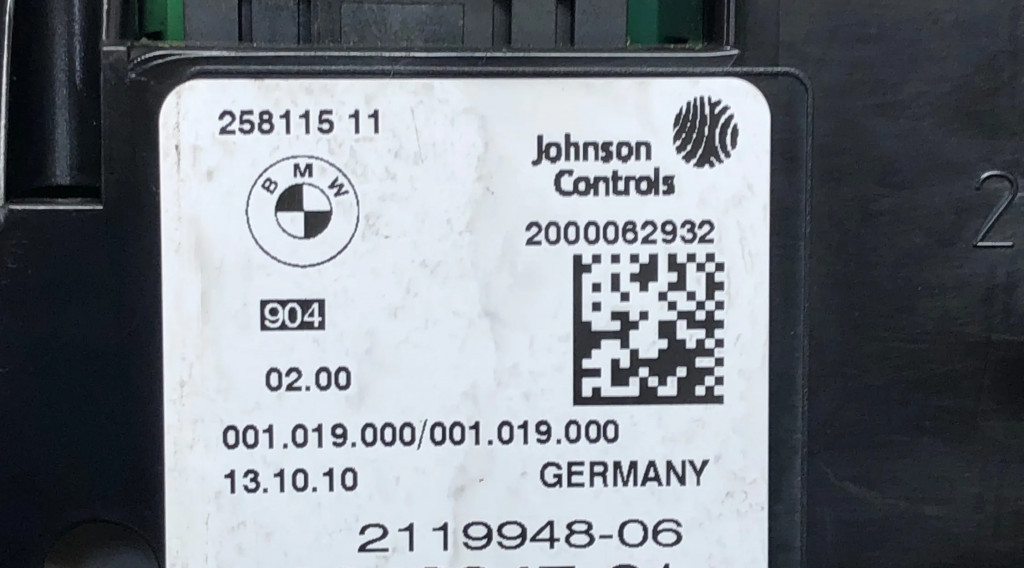 258115 11
BMW
Johnson
Controls
2000062932
904
02.00
001.019.000/001.019.000
13.10.10 GERMANY
2119948-06
2